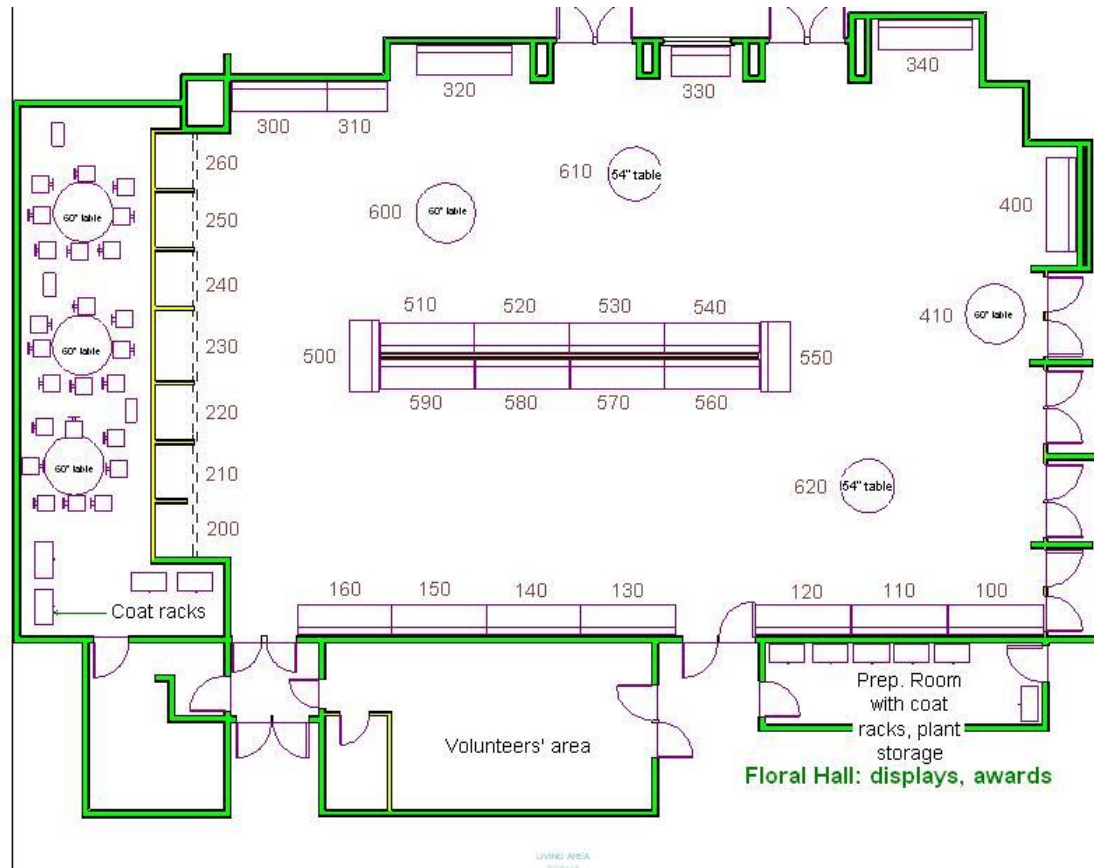 320
330
340
300
310
260
610
54" table
60" table
250
600
60" table
400
240
510
520
530
540
410
60" table
230
60" table
500
550
590
580
570
560
220
60" table
210
620
54" table
200
160
150
140
130
120
110
100
Coat racks
Prep. Room
with coat
racks, plant
storage
Volunteers' area
Floral Hall: displays, awards
LIVING AREA